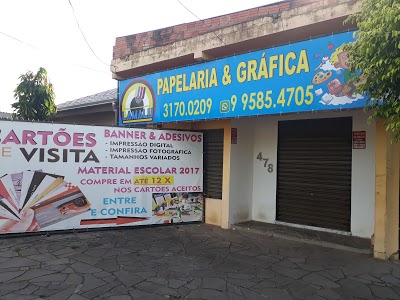 PAPELARIA & GRÁFICA
3170.0209 9 9585.4705
CARTÕES
DE VISITA
BANNER & ADESIVOS
- IMPRESSÃO DIGITAL
- IMPRESSÃO FOTOGRÁFICA
- TAMANHOS VARIADOS
MATERIAL ESCOLAR 2017
COMPRE EM ATÉ 12 X
NOS CARTÕES ACEITOS
ENTRE
E CONFIRA
478